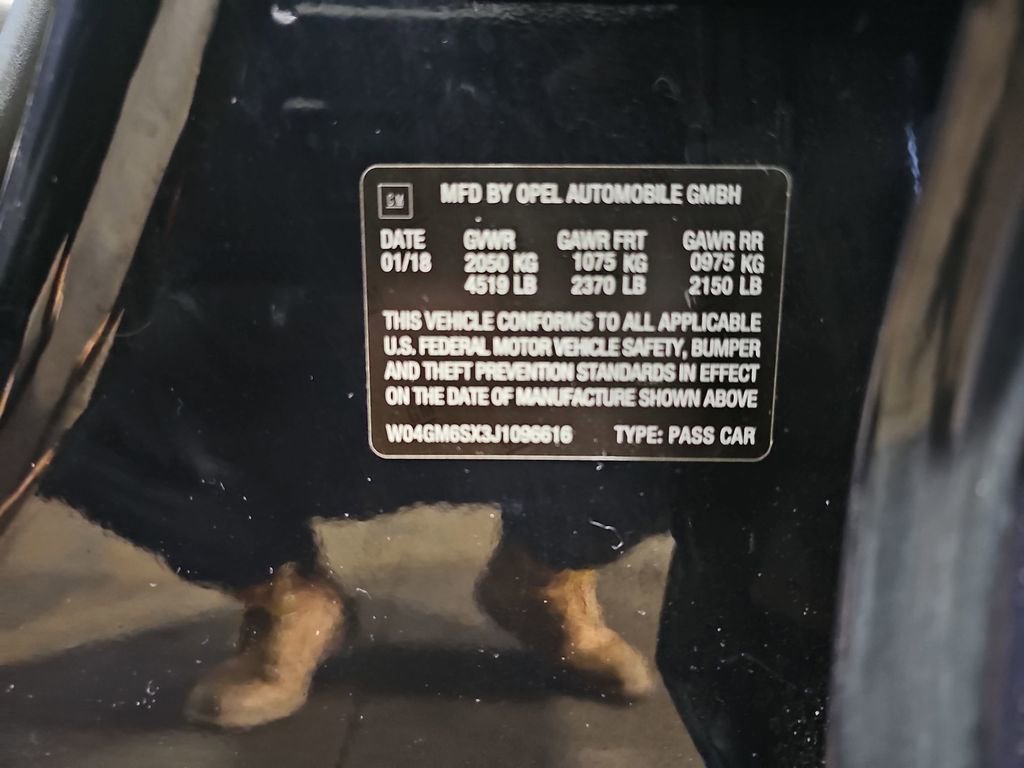 GM MFD BY OPEL AUTOMOBILE GMBH
DATE GVWR GAWR FRT GAWR RR
01/18 2050 KG 1075 KG 0975 KG
4519 LB 2370 LB 2150 LB
THIS VEHICLE CONFORMS TO ALL APPLICABLE
U.S. FEDERAL MOTOR VEHICLE SAFETY, BUMPER
AND THEFT PREVENTION STANDARDS IN EFFECT
ON THE DATE OF MANUFACTURE SHOWN ABOVE
W04GM6SX3J1096616 TYPE: PASS CAR